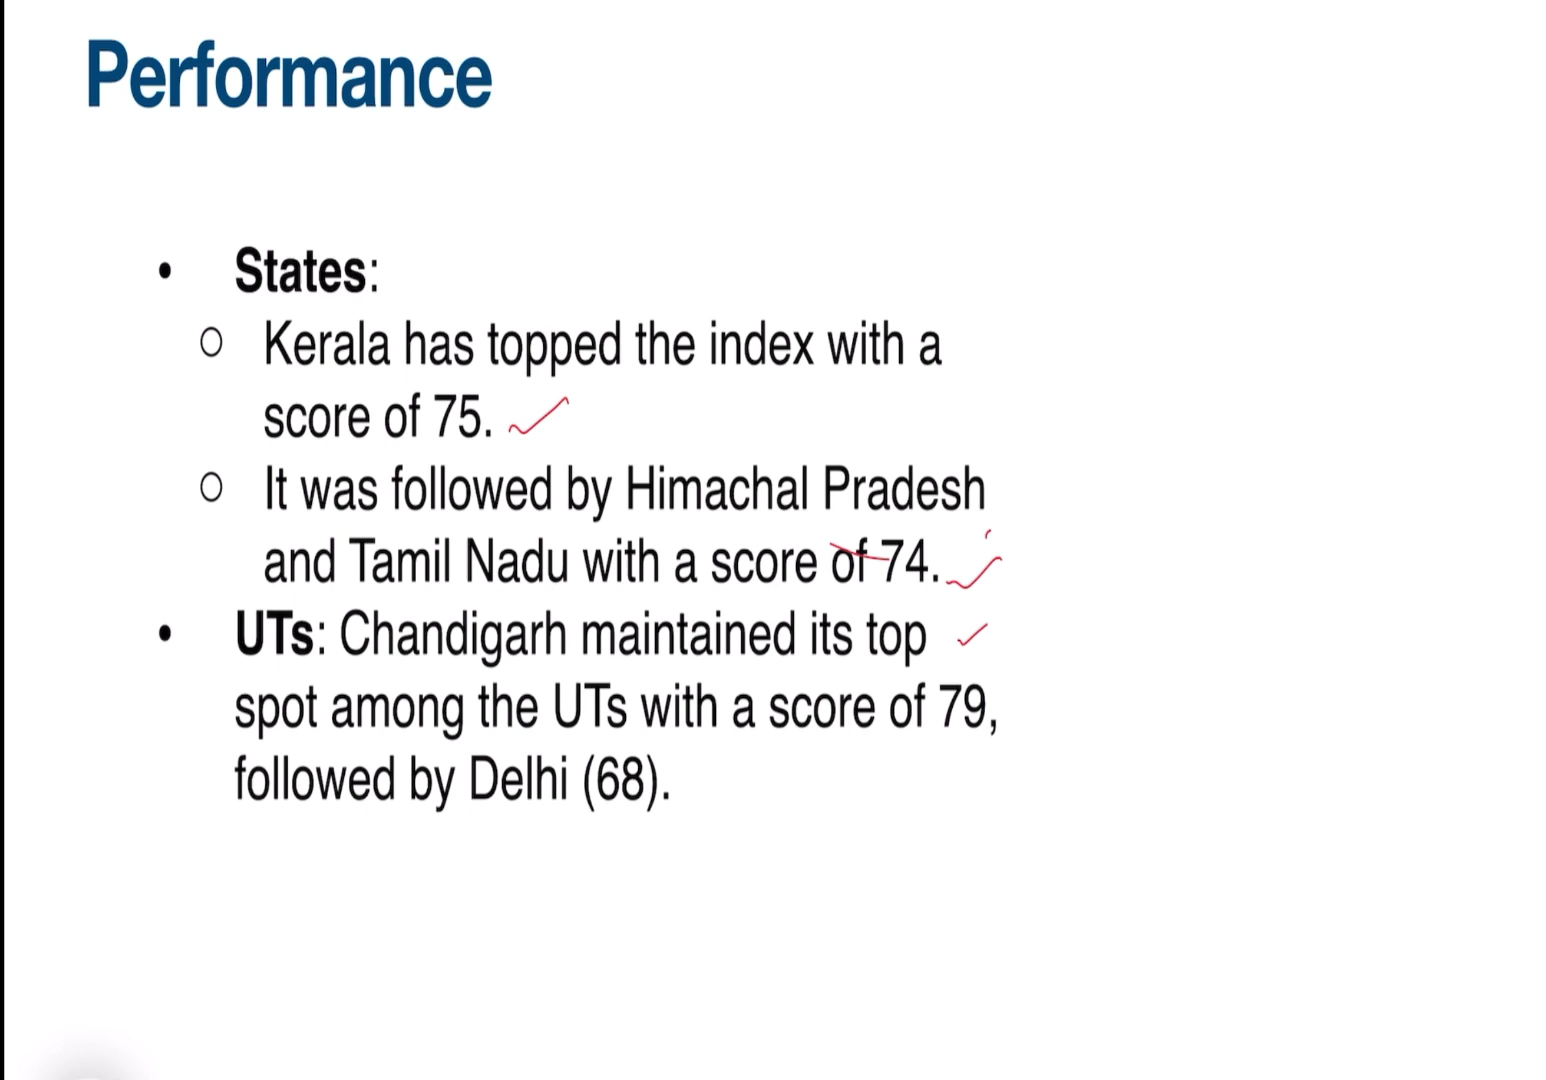 Performance
• States:
○ Kerala has topped the index with a
score of 75.
○ It was followed by Himachal Pradesh
and Tamil Nadu with a score of 74.
• UTs: Chandigarh maintained its top
spot among the UTs with a score of 79,
followed by Delhi (68).